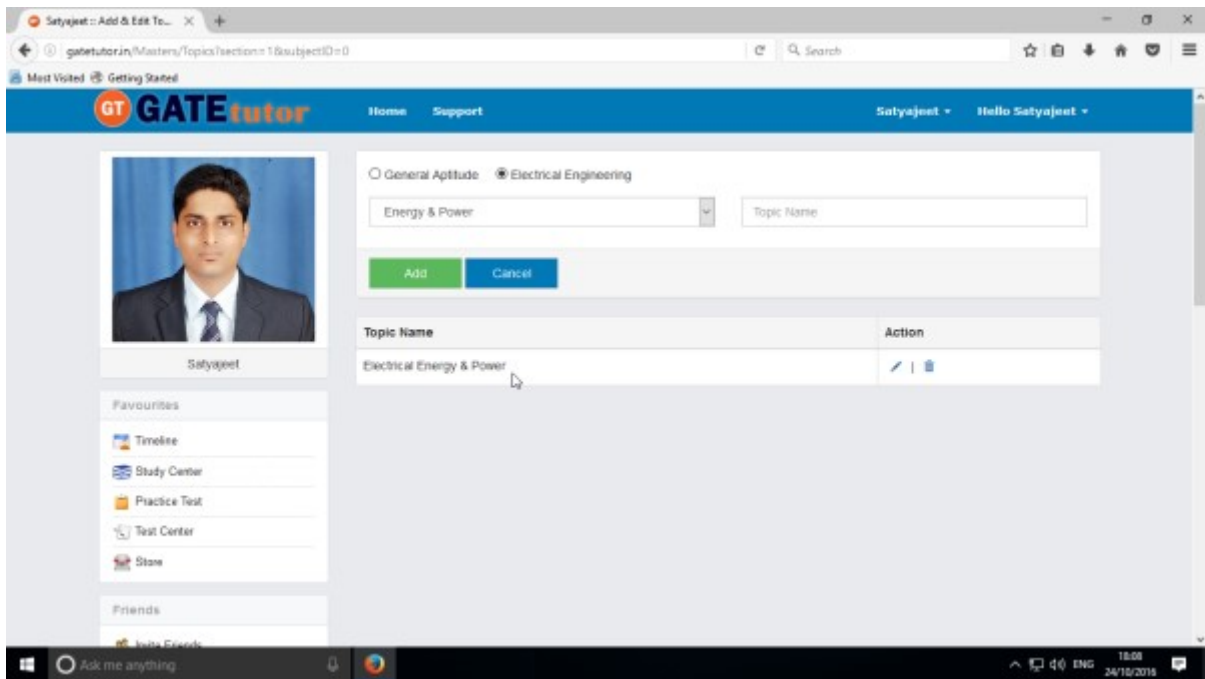 Satyajeet :: Add & Edit To...
gatetutor.in/Masters/Topics?section=1&subjectID=0
Search
Most Visited Getting Started
GT GATEtutor Home Support Satyajeet Hello Satyajeet
General Aptitude Electrical Engineering
Energy & Power Topic Name
Add Cancel
Topic Name Action
Electrical Energy & Power |
Satyajeet
Favourites
Timeline
Study Center
Practice Test
Test Center
Store
Friends
Invite Friends
Ask me anything ENG 18:08
24/10/2016